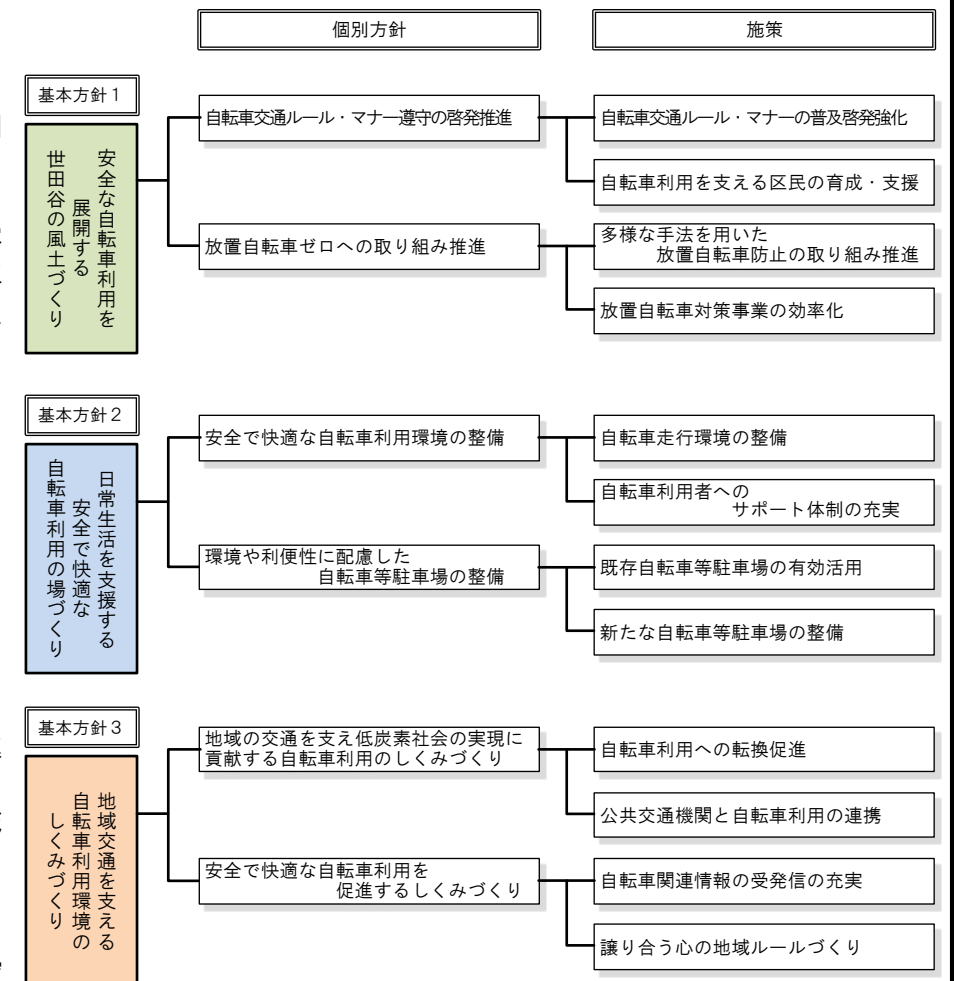 個別方針
施策
基本方針１
安全な自転車利用を
展開する
世田谷の風土づくり
自転車交通ルール・マナー遵守の啓発推進
自転車交通ルール・マナーの普及啓発強化
自転車利用を支える区民の育成・支援
放置自転車ゼロへの取り組み推進
多様な手法を用いた
放置自転車防止の取り組み推進
放置自転車対策事業の効率化
基本方針２
日常生活を支援する
安全で快適な
自転車利用の場づくり
安全で快適な自転車利用環境の整備
自転車走行環境の整備
自転車利用者への
サポート体制の充実
環境や利便性に配慮した
自転車等駐車場の整備
既存自転車等駐車場の有効活用
新たな自転車等駐車場の整備
基本方針３
地域交通を支える
自転車利用環境の
しくみづくり
地域の交通を支え低炭素社会の実現に
貢献する自転車利用のしくみづくり
自転車利用への転換促進
公共交通機関と自転車利用の連携
安全で快適な自転車利用を
促進するしくみづくり
自転車関連情報の受発信の充実
譲り合う心の地域ルールづくり